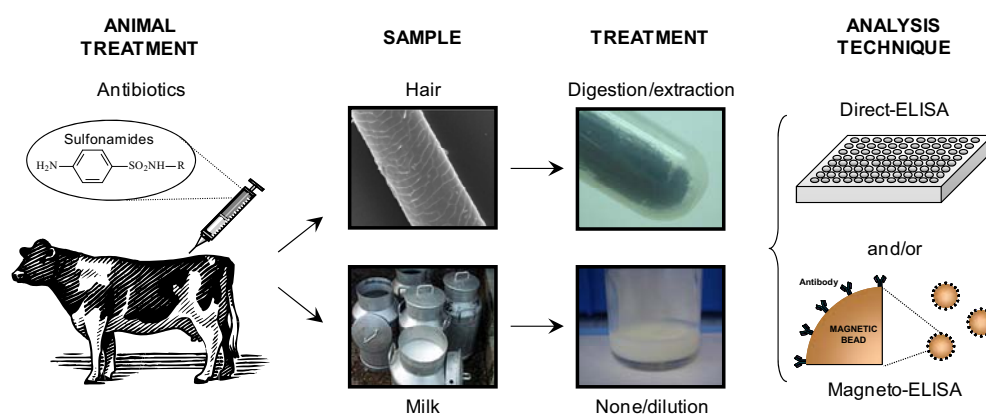 ANIMAL
TREATMENT
SAMPLE
TREATMENT
ANALYSIS
TECHNIQUE
Antibiotics
Hair
Digestion/extraction
Direct-ELISA
Sulfonamides
H₂N
SO₂NH—R
and/or
Antibody
MAGNETIC
BEAD
Milk
None/dilution
Magneto-ELISA